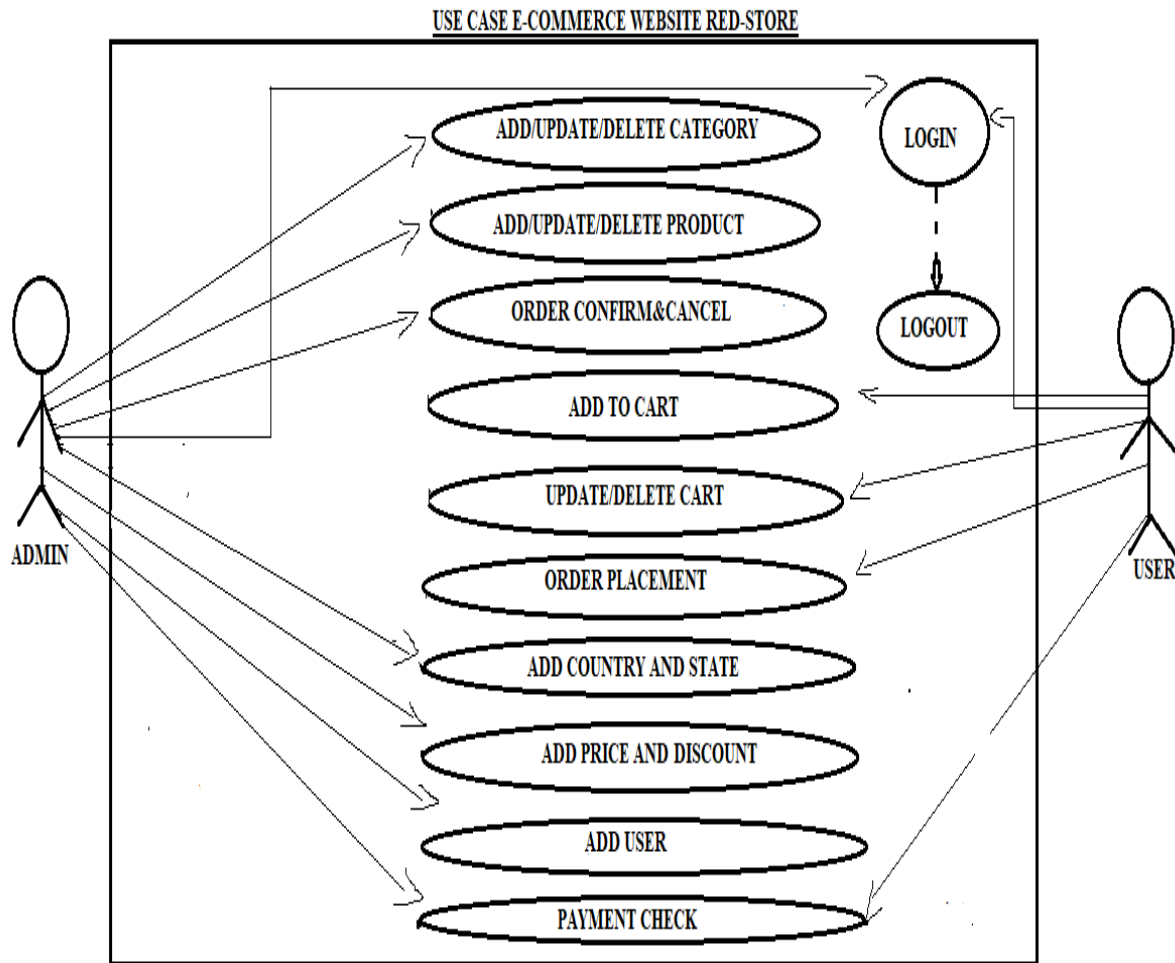 USE CASE E-COMMERCE WEBSITE RED-STORE
ADD/UPDATE/DELETE CATEGORY
LOGIN
ADD/UPDATE/DELETE PRODUCT
ORDER CONFIRM&CANCEL
LOGOUT
ADD TO CART
UPDATE/DELETE CART
ADMIN
USER
ORDER PLACEMENT
ADD COUNTRY AND STATE
ADD PRICE AND DISCOUNT
ADD USER
PAYMENT CHECK